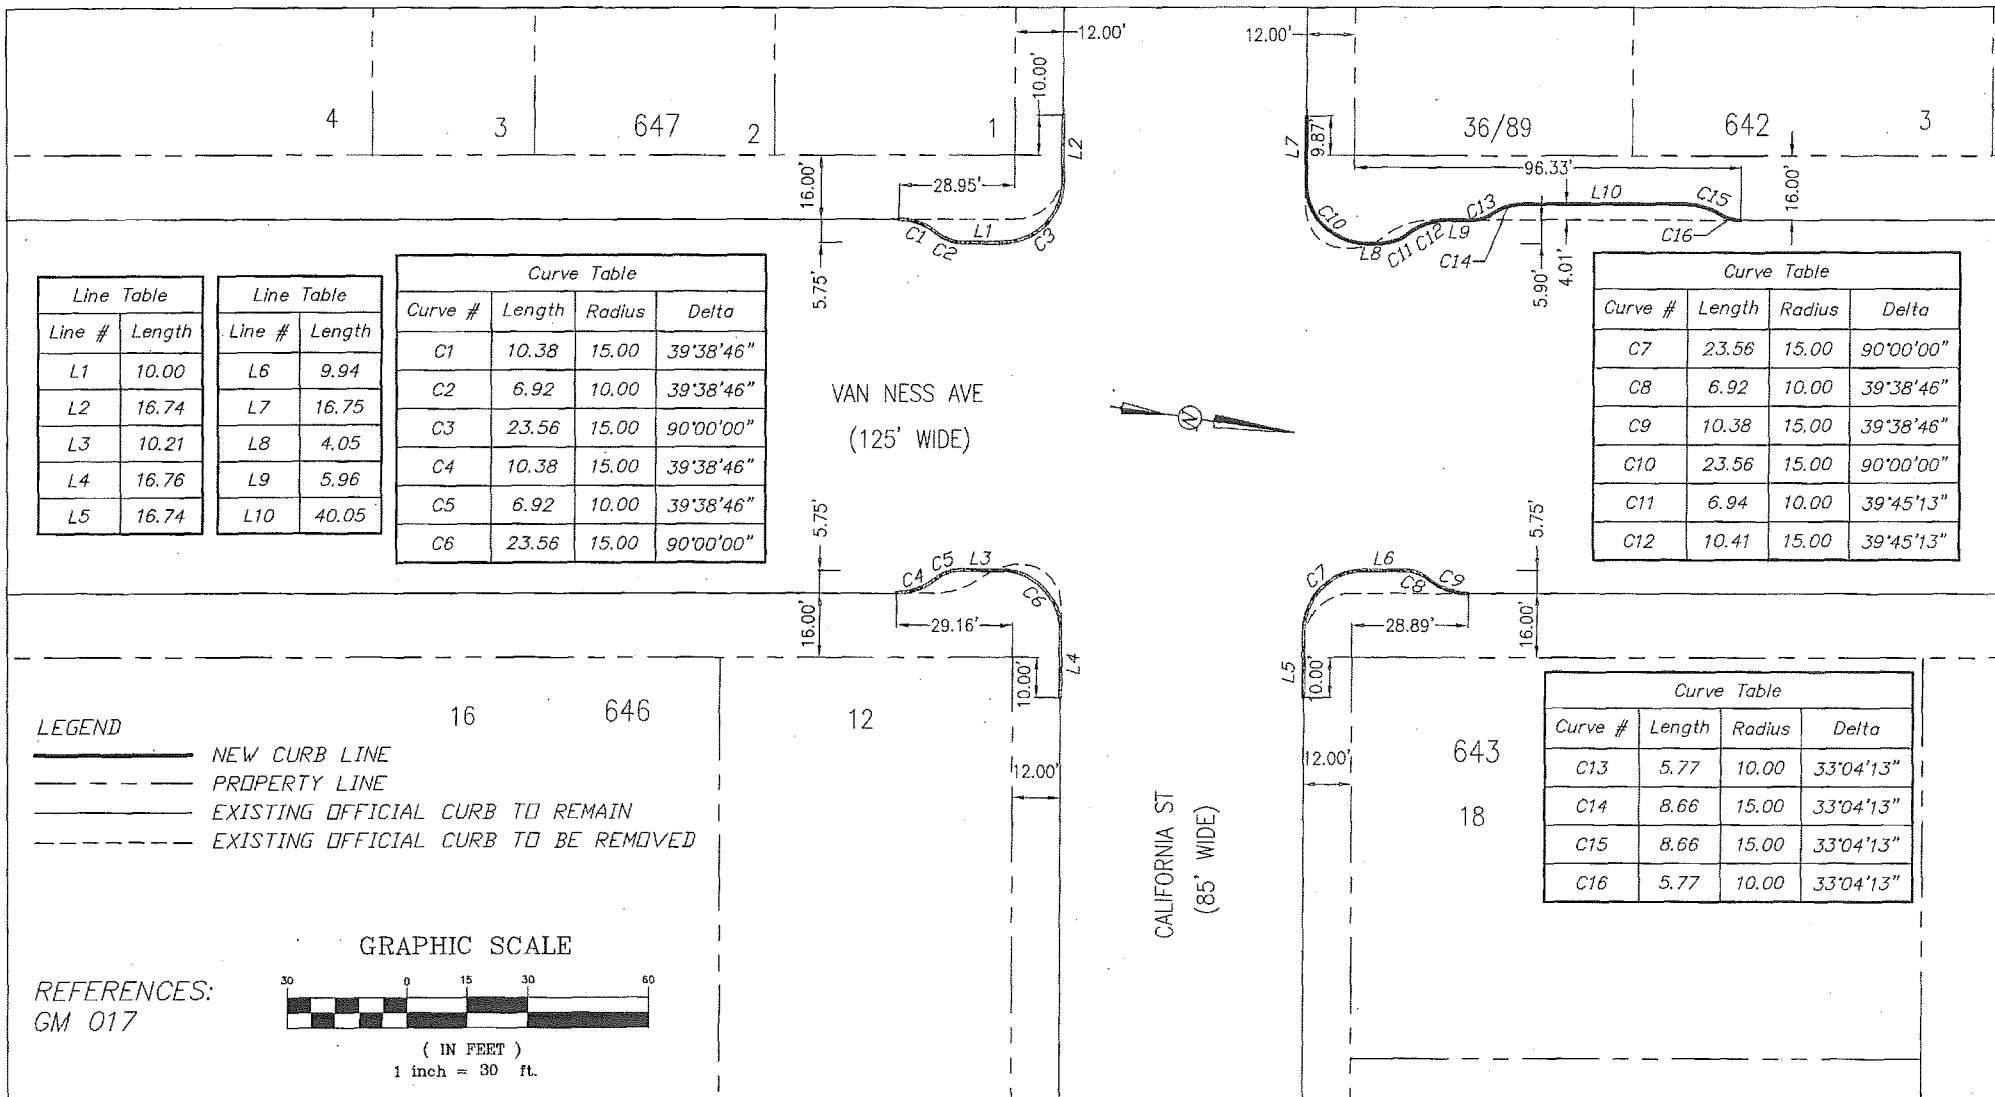 12.00'
12.00'
10.00'
L2
L7
9.87'
4
3
647
2
1
36/89
642
3
16.00'
28.95'
96.33'
16.00'
C1
C2
L1
C3
5.75'
C10
L8
C11
C12
L9
C13
C14
L10
C15
C16
5.90'
4.01'
Line Table
Line # Length
L1 10.00
L2 16.74
L3 10.21
L4 16.76
L5 16.74
Line Table
Line # Length
L6 9.94
L7 16.75
L8 4.05
L9 5.96
L10 40.05
Curve Table
Curve # Length Radius Delta
C1 10.38 15.00 39°38'46"
C2 6.92 10.00 39°38'46"
C3 23.56 15.00 90°00'00"
C4 10.38 15.00 39°38'46"
C5 6.92 10.00 39°38'46"
C6 23.56 15.00 90°00'00"
VAN NESS AVE
(125' WIDE)
N
Curve Table
Curve # Length Radius Delta
C7 23.56 15.00 90°00'00"
C8 6.92 10.00 39°38'46"
C9 10.38 15.00 39°38'46"
C10 23.56 15.00 90°00'00"
C11 6.94 10.00 39°45'13"
C12 10.41 15.00 39°45'13"
5.75'
C4
C5
L3
C6
16.00'
29.16'
10.00'
L4
C7
L6
C8
C9
5.75'
28.89'
16.00'
L5
10.00'
16
646
12
12.00'
12.00'
643
18
CALIFORNIA ST
(85' WIDE)
Curve Table
Curve # Length Radius Delta
C13 5.77 10.00 33°04'13"
C14 8.66 15.00 33°04'13"
C15 8.66 15.00 33°04'13"
C16 5.77 10.00 33°04'13"
LEGEND
NEW CURB LINE
PROPERTY LINE
EXISTING OFFICIAL CURB TO REMAIN
EXISTING OFFICIAL CURB TO BE REMOVED
REFERENCES:
GM 017
GRAPHIC SCALE
30 0 15 30 60
( IN FEET )
1 inch = 30 ft.